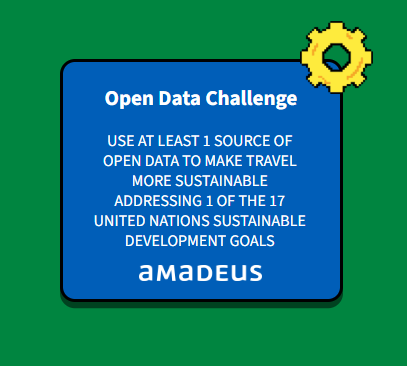 Open Data Challenge
USE AT LEAST 1 SOURCE OF
OPEN DATA TO MAKE TRAVEL
MORE SUSTAINABLE
ADDRESSING 1 OF THE 17
UNITED NATIONS SUSTAINABLE
DEVELOPMENT GOALS
amadeus